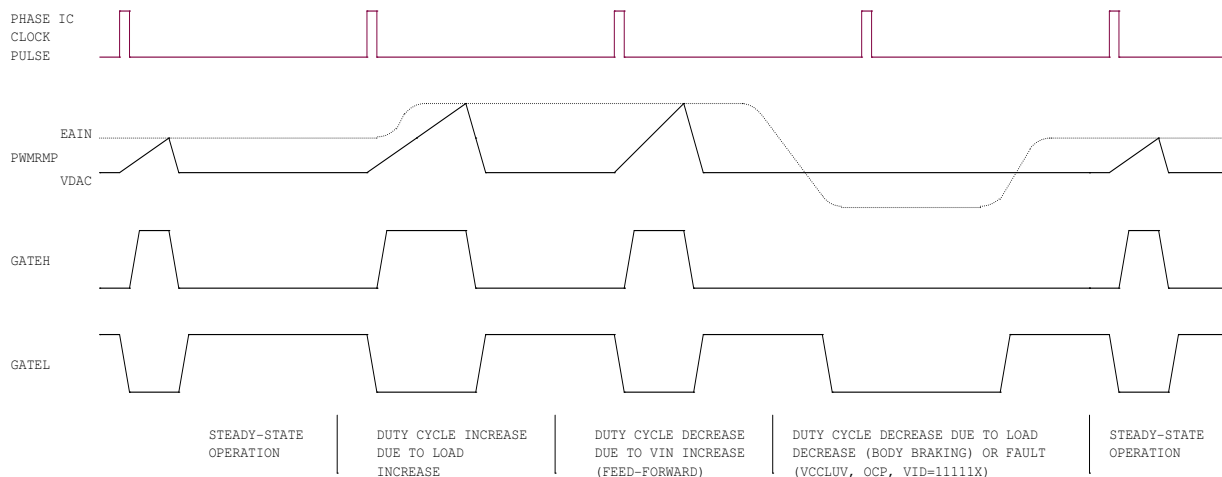 PHASE IC
CLOCK
PULSE
EAIN
PWMRMP
VDAC
GATEH
GATEL
STEADY-STATE
OPERATION
DUTY CYCLE INCREASE
DUE TO LOAD
INCREASE
DUTY CYCLE DECREASE
DUE TO VIN INCREASE
(FEED-FORWARD)
DUTY CYCLE DECREASE DUE TO LOAD
DECREASE (BODY BRAKING) OR FAULT
(VCCLUV, OCP, VID=11111X)
STEADY-STATE
OPERATION